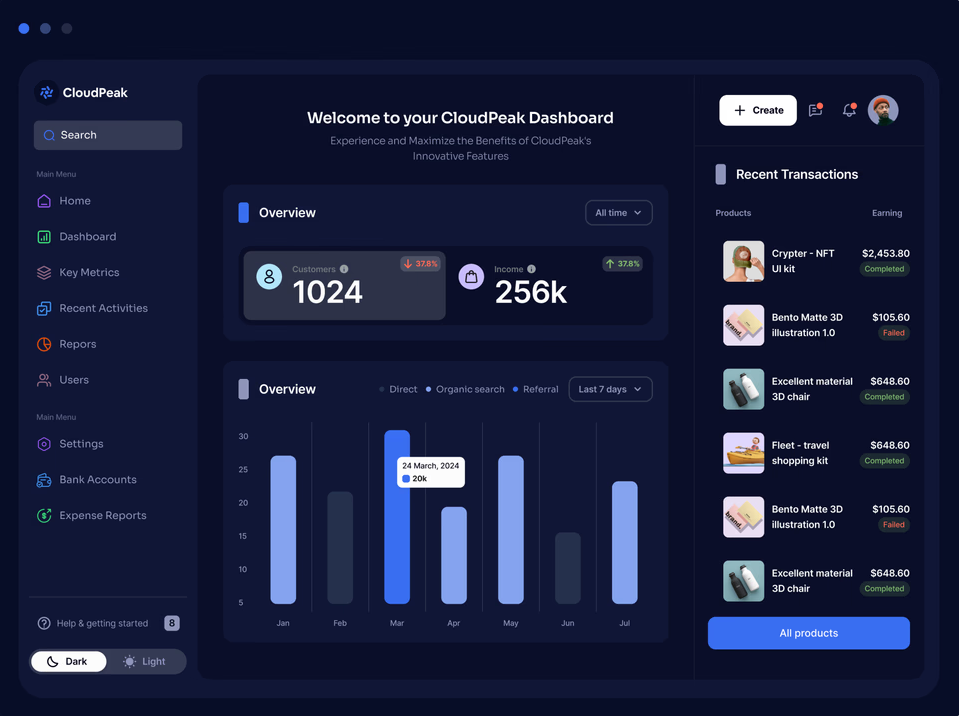 CloudPeak
Search
Main Menu
Home
Dashboard
Key Metrics
Recent Activities
Repors
Users
Main Menu
Settings
Bank Accounts
Expense Reports
Help & getting started 8
Dark Light
Welcome to your CloudPeak Dashboard
Experience and Maximize the Benefits of CloudPeak's
Innovative Features
Overview All time
Customers 37.8%
1024
Income 37.8%
256k
Overview Direct Organic search Referral Last 7 days
30
25
20
15
10
5
24 March, 2024
20k
Jan Feb Mar Apr May Jun Jul
Create
Recent Transactions
Products Earning
Crypter - NFT $2,453.80
UI kit Completed
Bento Matte 3D $105.60
illustration 1.0 Failed
brand.
Excellent material $648.60
3D chair Completed
Fleet - travel $648.60
shopping kit Completed
Bento Matte 3D $105.60
illustration 1.0 Failed
brand.
Excellent material $648.60
3D chair Completed
All products